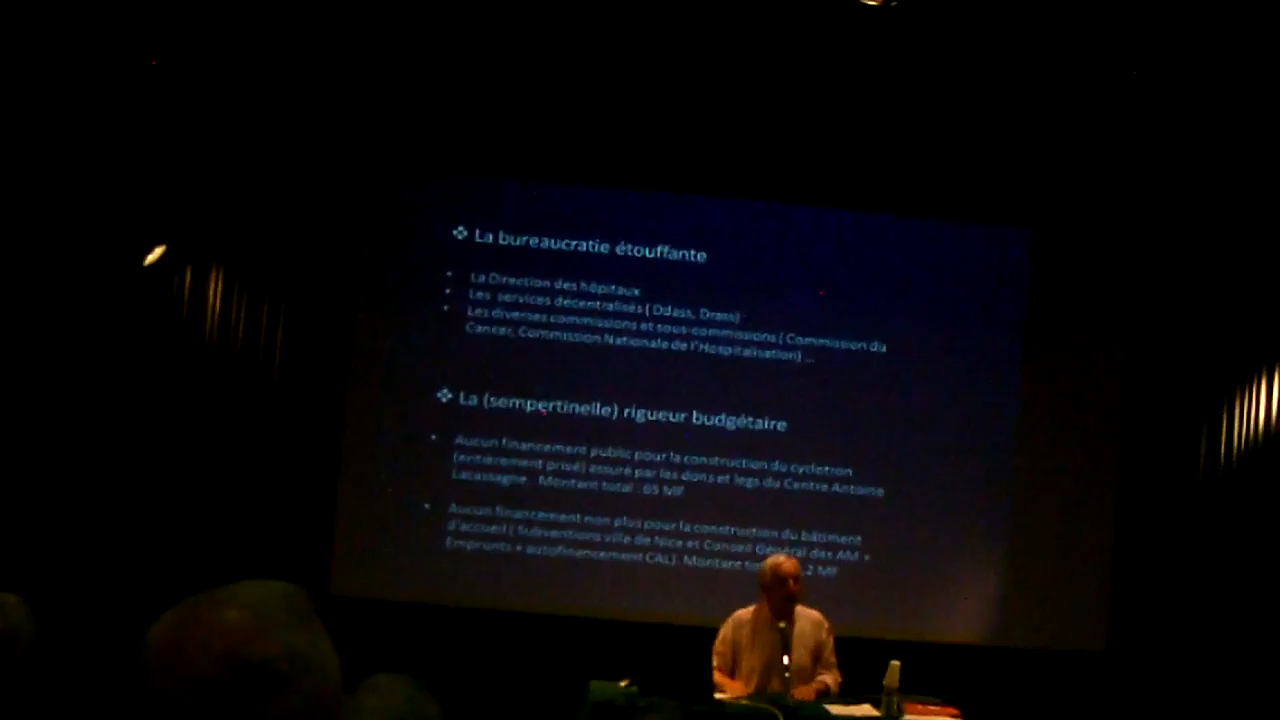 ❖ La bureaucratie étouffante
• La Direction des hôpitaux
• Les services décentralisés ( Ddass, Drass)
• Les diverses commissions et sous-commissions ( Commission du
Cancer, Commission Nationale de l'Hospitalisation) ...
❖ La (sempertinelle) rigueur budgétaire
• Aucun financement public pour la construction du cyclotron
(entièrement privé) assuré par les dons et legs du Centre Antoine
Lacassagne. Montant total : 65 MF
• Aucun financement non plus pour la construction du bâtiment
d'accueil ( Subventions ville de Nice et Conseil Général des AM +
Emprunts + autofinancement CAL). Montant 2 MF